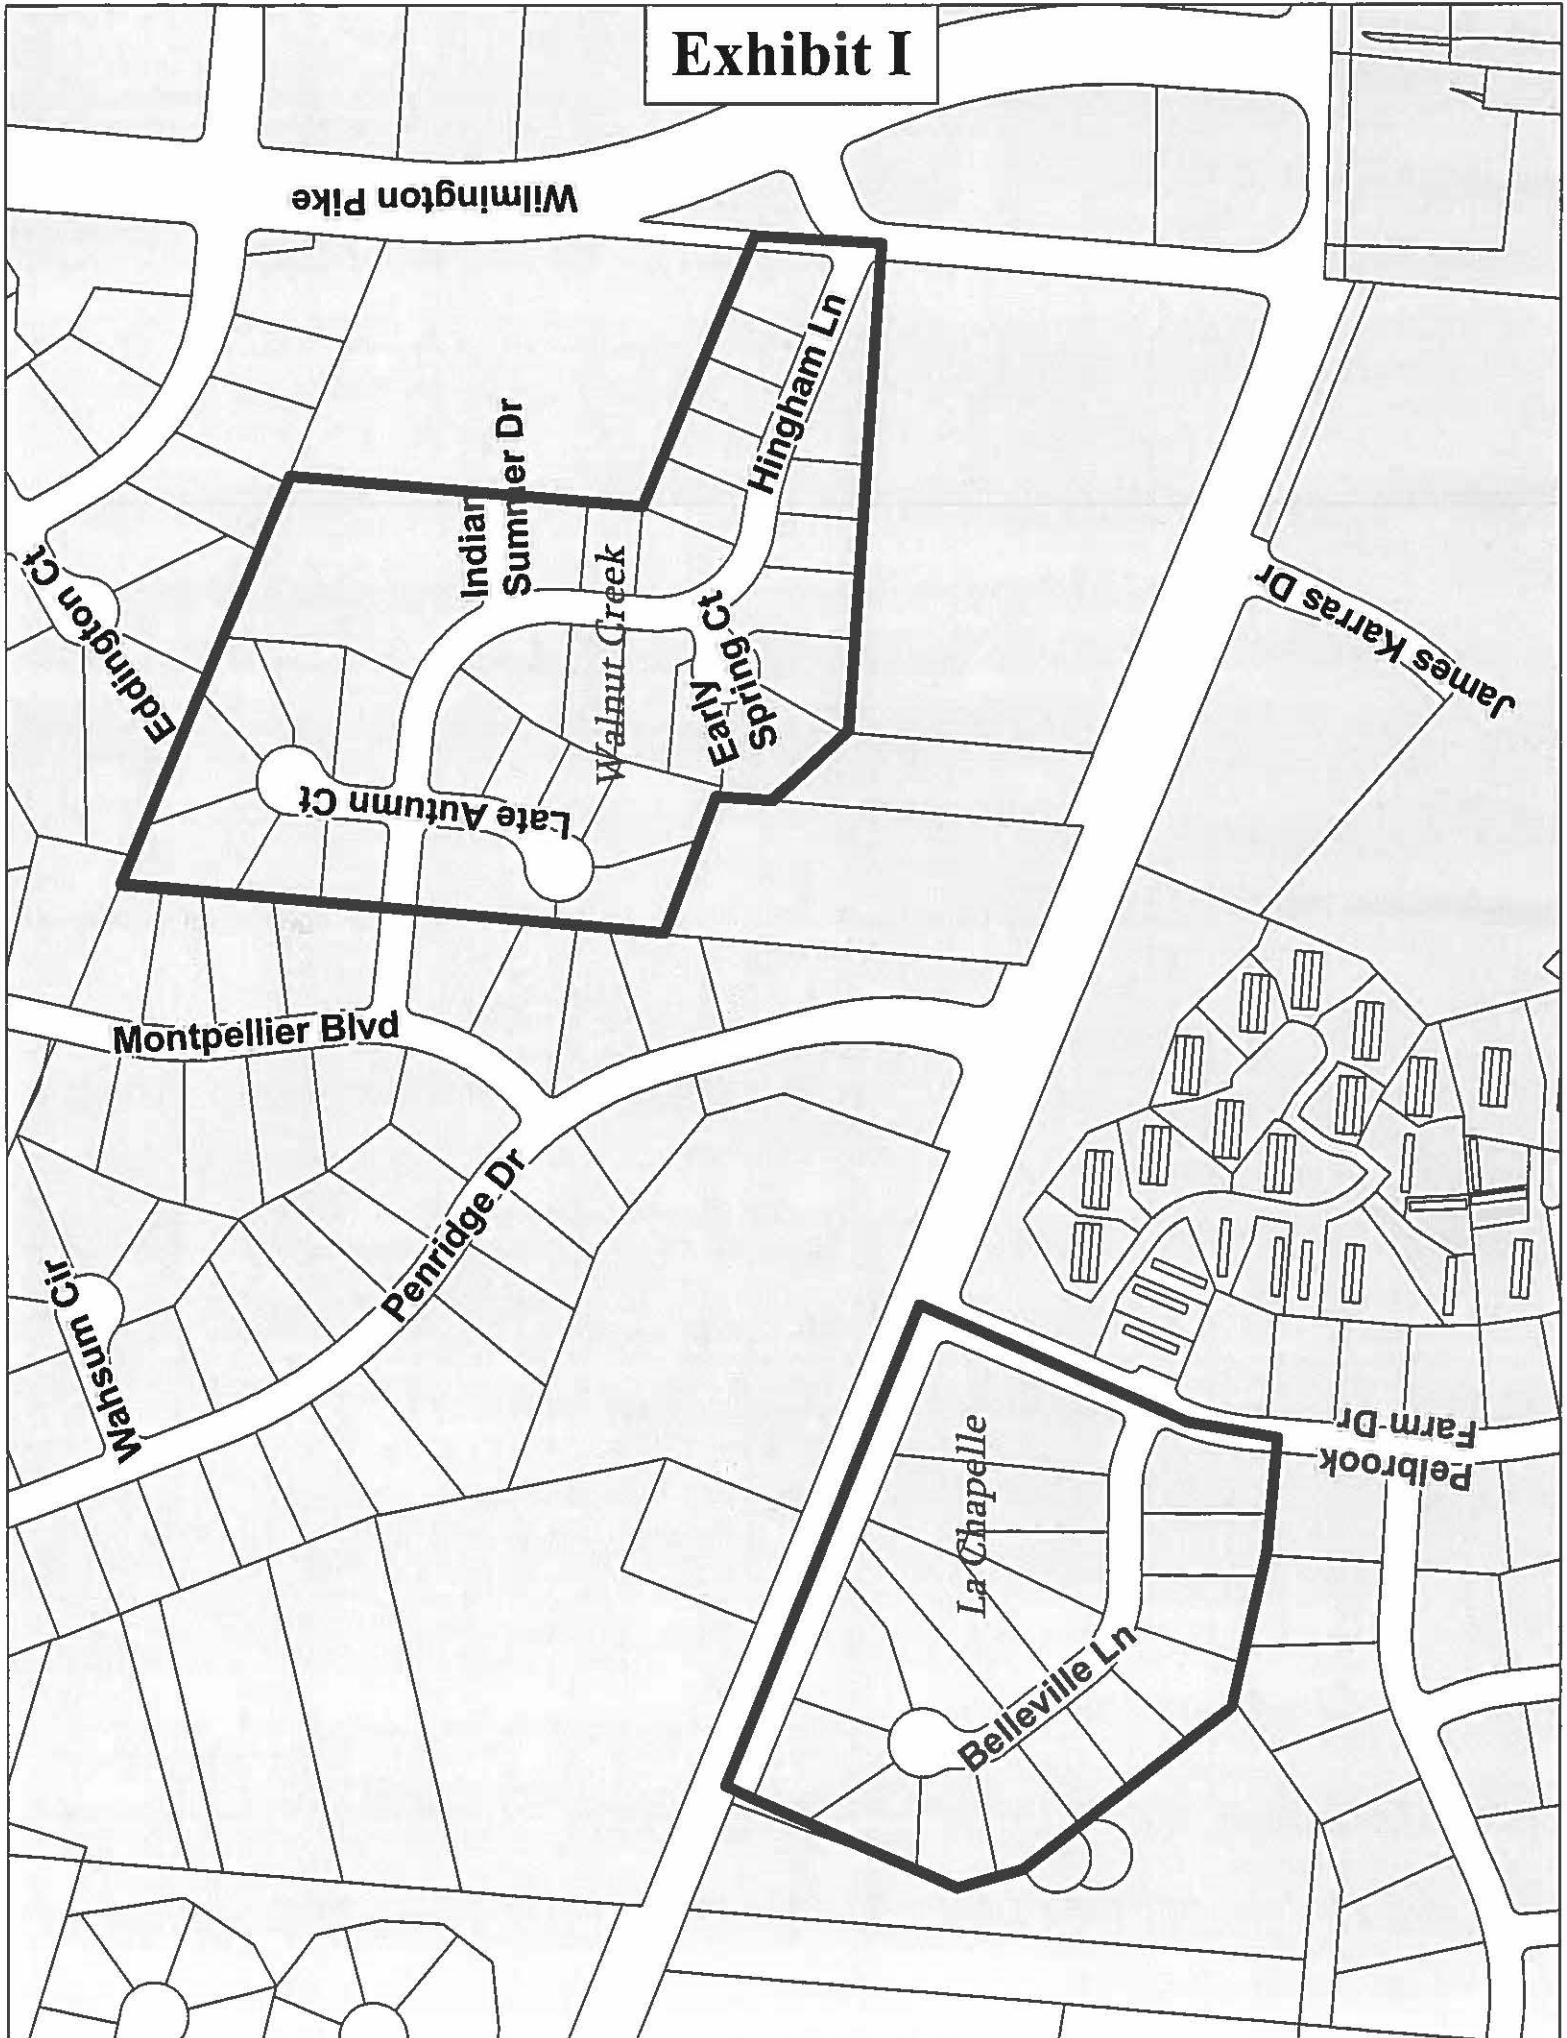 Exhibit I
Wilmington Pike
Hingham Ln
Indian
Summer Dr
Eddington Ct
Walnut Creek
Early
Spring Ct
James Karras Dr
Late Autumn Ct
Montpellier Blvd
Penridge Dr
Wahsum Cir
La Chapelle
Pelbrook
Farm Dr
Belleville Ln